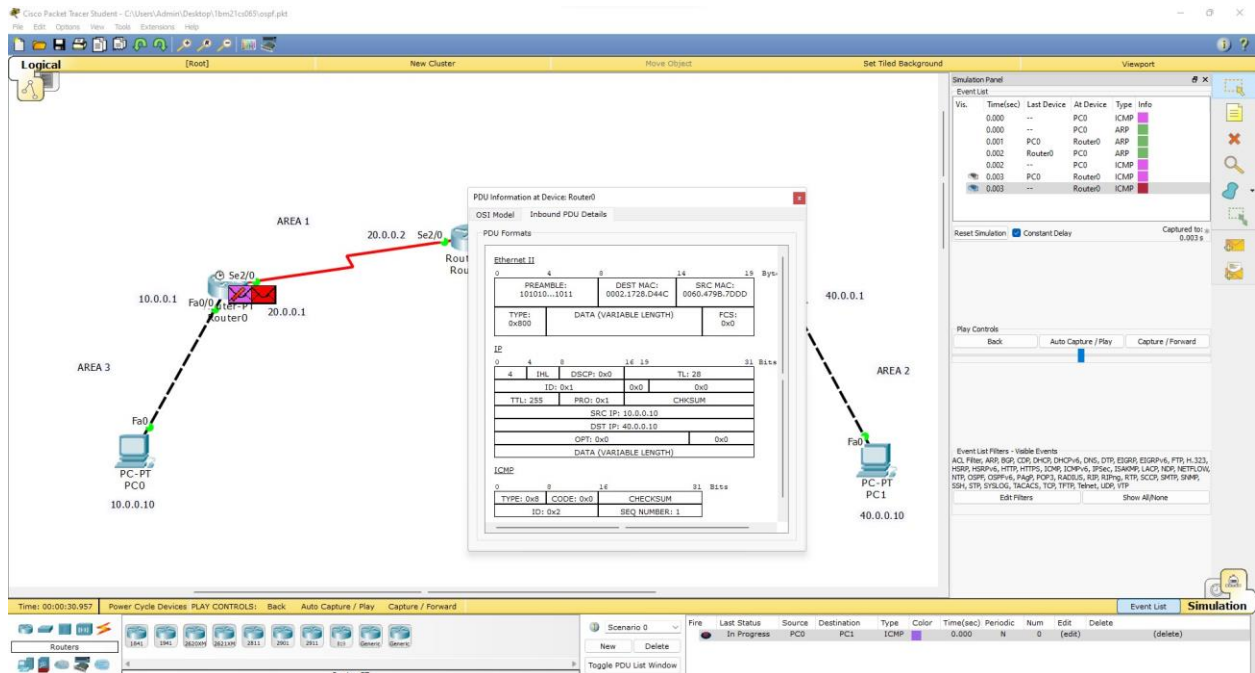 Cisco Packet Tracer Student - C:\Users\Admin\Desktop\1bm21cs065\ospf.pkt
File Edit Options View Tools Extensions Help
Logical [Root] New Cluster Move Object Set Tiled Background Viewport
Simulation Panel
Event List
Vis. Time(sec) Last Device At Device Type Info
0.000 -- PC0 ICMP
0.000 -- PC0 ARP
0.001 PC0 Router0 ARP
0.002 Router0 PC0 ARP
0.002 -- PC0 ICMP
0.003 PC0 Router0 ICMP
0.003 -- Router0 ICMP
Reset Simulation Constant Delay Captured to:
0.003 s
Play Controls
Back Auto Capture / Play Capture / Forward
Event List Filters - Visible Events
ACL Filter, ARP, BGP, CDP, DHCP, DHCPv6, DNS, DTP, EIGRP, EIGRPv6, FTP, H.323,
HSRP, HSRPv6, HTTP, HTTPS, ICMP, ICMPv6, IPSec, ISAKMP, LACP, NDP, NETFLOW,
NTP, OSPF, OSPFv6, PAgP, POP3, RADIUS, RIP, RIPng, RTP, SCCP, SMTP, SNMP,
SSH, STP, SYSLOG, TACACS, TCP, TFTP, Telnet, UDP, VTP
Edit Filters Show All/None
AREA 1
20.0.0.2 Se2/0
Rout
Rou
Se2/0
10.0.0.1 Fa0/0
Router0
20.0.0.1
AREA 3
Fa0
PC-PT
PC0
10.0.0.10
PDU Information at Device: Router0
OSI Model Inbound PDU Details
PDU Formats
Ethernet II
0 4 8 14 19 Byt
PREAMBLE: DEST MAC: SRC MAC:
101010...1011 0002.1728.D44C 0060.479B.7DDD
TYPE: DATA (VARIABLE LENGTH) FCS:
0x800 0x0
IP
0 4 8 16 19 31 Bits
4 IHL DSCP: 0x0 TL: 28
ID: 0x1 0x0 0x0
TTL: 255 PRO: 0x1 CHKSUM
SRC IP: 10.0.0.10
DST IP: 40.0.0.10
OPT: 0x0 0x0
DATA (VARIABLE LENGTH)
ICMP
0 8 16 31 Bits
TYPE: 0x8 CODE: 0x0 CHECKSUM
ID: 0x2 SEQ NUMBER: 1
40.0.0.1
AREA 2
Fa0
PC-PT
PC1
40.0.0.10
Time: 00:00:30.957 Power Cycle Devices PLAY CONTROLS: Back Auto Capture / Play Capture / Forward Event List Simulation
Routers
1841 1941 2620XM 2621XM 2811 2901 2911 Generic Generic
Scenario 0
New Delete
Toggle PDU List Window
Fire Last Status Source Destination Type Color Time(sec) Periodic Num Edit Delete
In Progress PC0 PC1 ICMP 0.000 N 0 (edit) (delete)